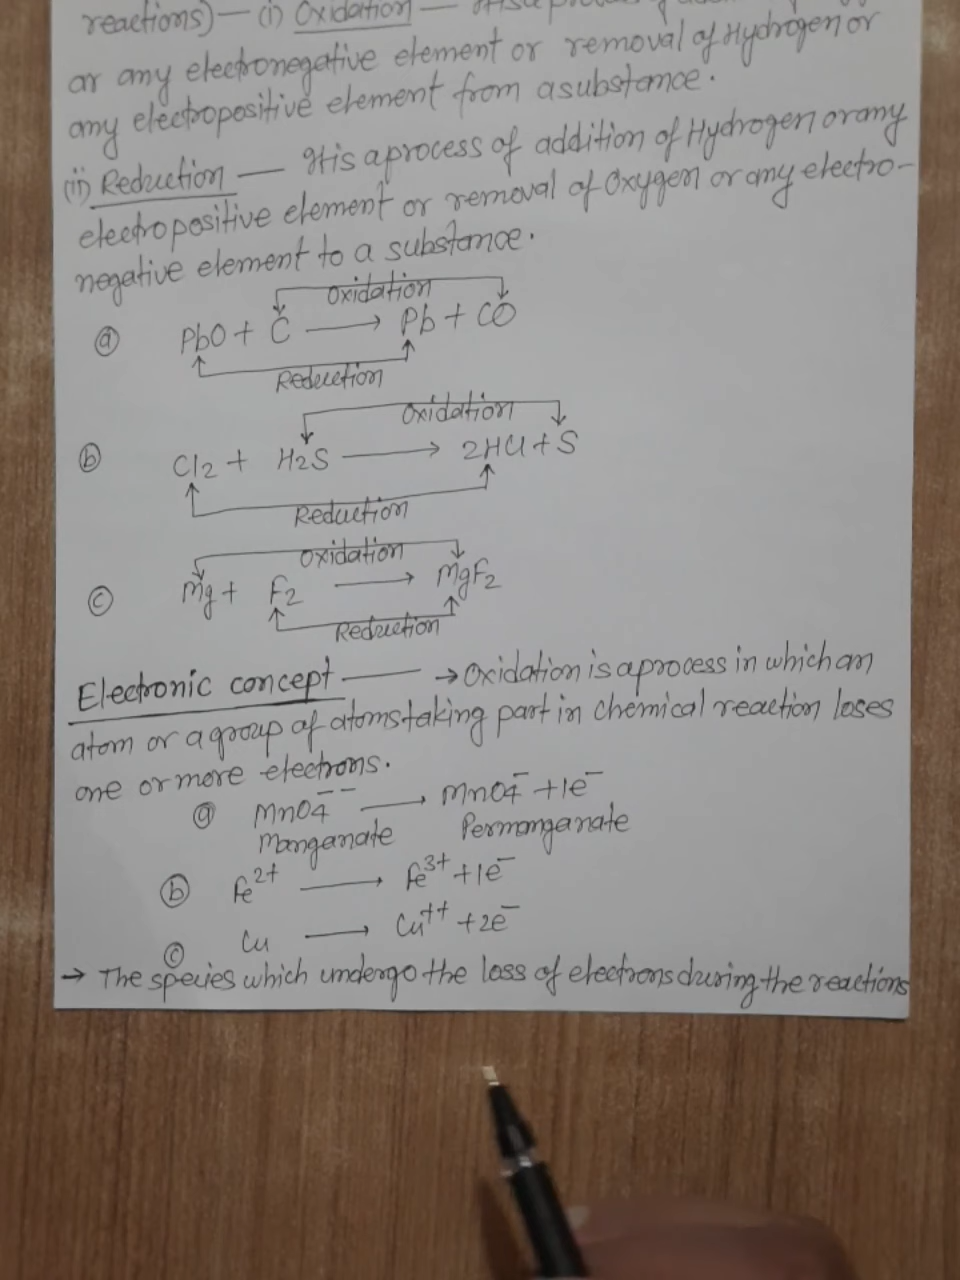 reactions) — (i) Oxidation —
or any electronegative element or removal of Hydrogen or
any electropositive element from a substance.
(ii) Reduction — It is a process of addition of Hydrogen or any
electropositive element or removal of Oxygen or any electro-
negative element to a substance.
Oxidation
(a) PbO + C ⟶ Pb + CO
Reduction
Oxidation
(b) Cl2 + H2S ⟶ 2HCl + S
Reduction
Oxidation
(c) Mg + F2 ⟶ MgF2
Reduction
Electronic concept — → Oxidation is a process in which an
atom or a group of atoms taking part in chemical reaction loses
one or more electrons.
(a) MnO4⁻⁻ ⟶ MnO4⁻ + 1e⁻
Manganate Permanganate
(b) Fe²⁺ ⟶ Fe³⁺ + 1e⁻
(c) Cu ⟶ Cu⁺⁺ + 2e⁻
→ The species which undergo the loss of electrons during the reactions